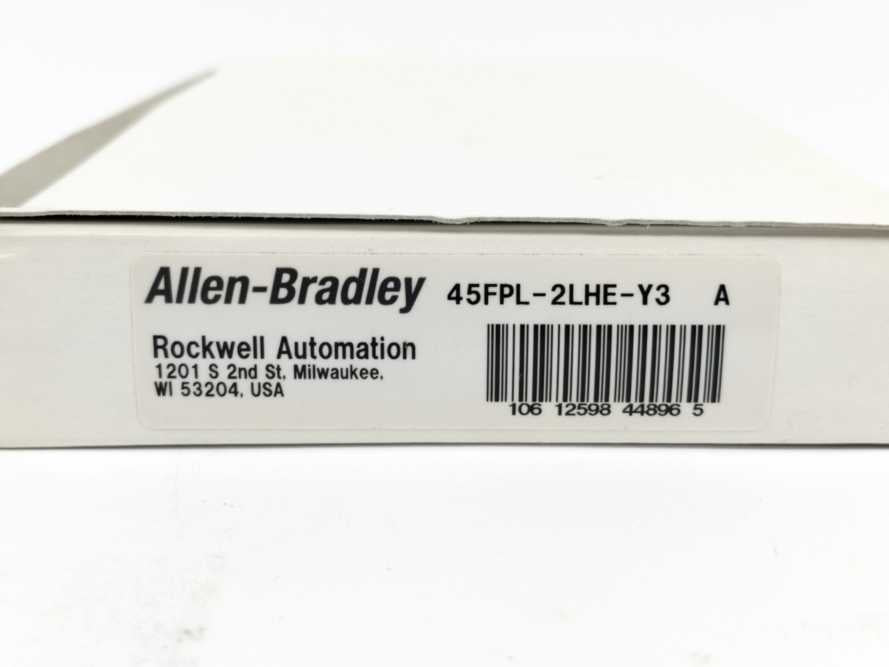 Allen-Bradley 45FPL-2LHE-Y3 A
Rockwell Automation
1201 S 2nd St, Milwaukee,
WI 53204, USA
106 12598 44896 5